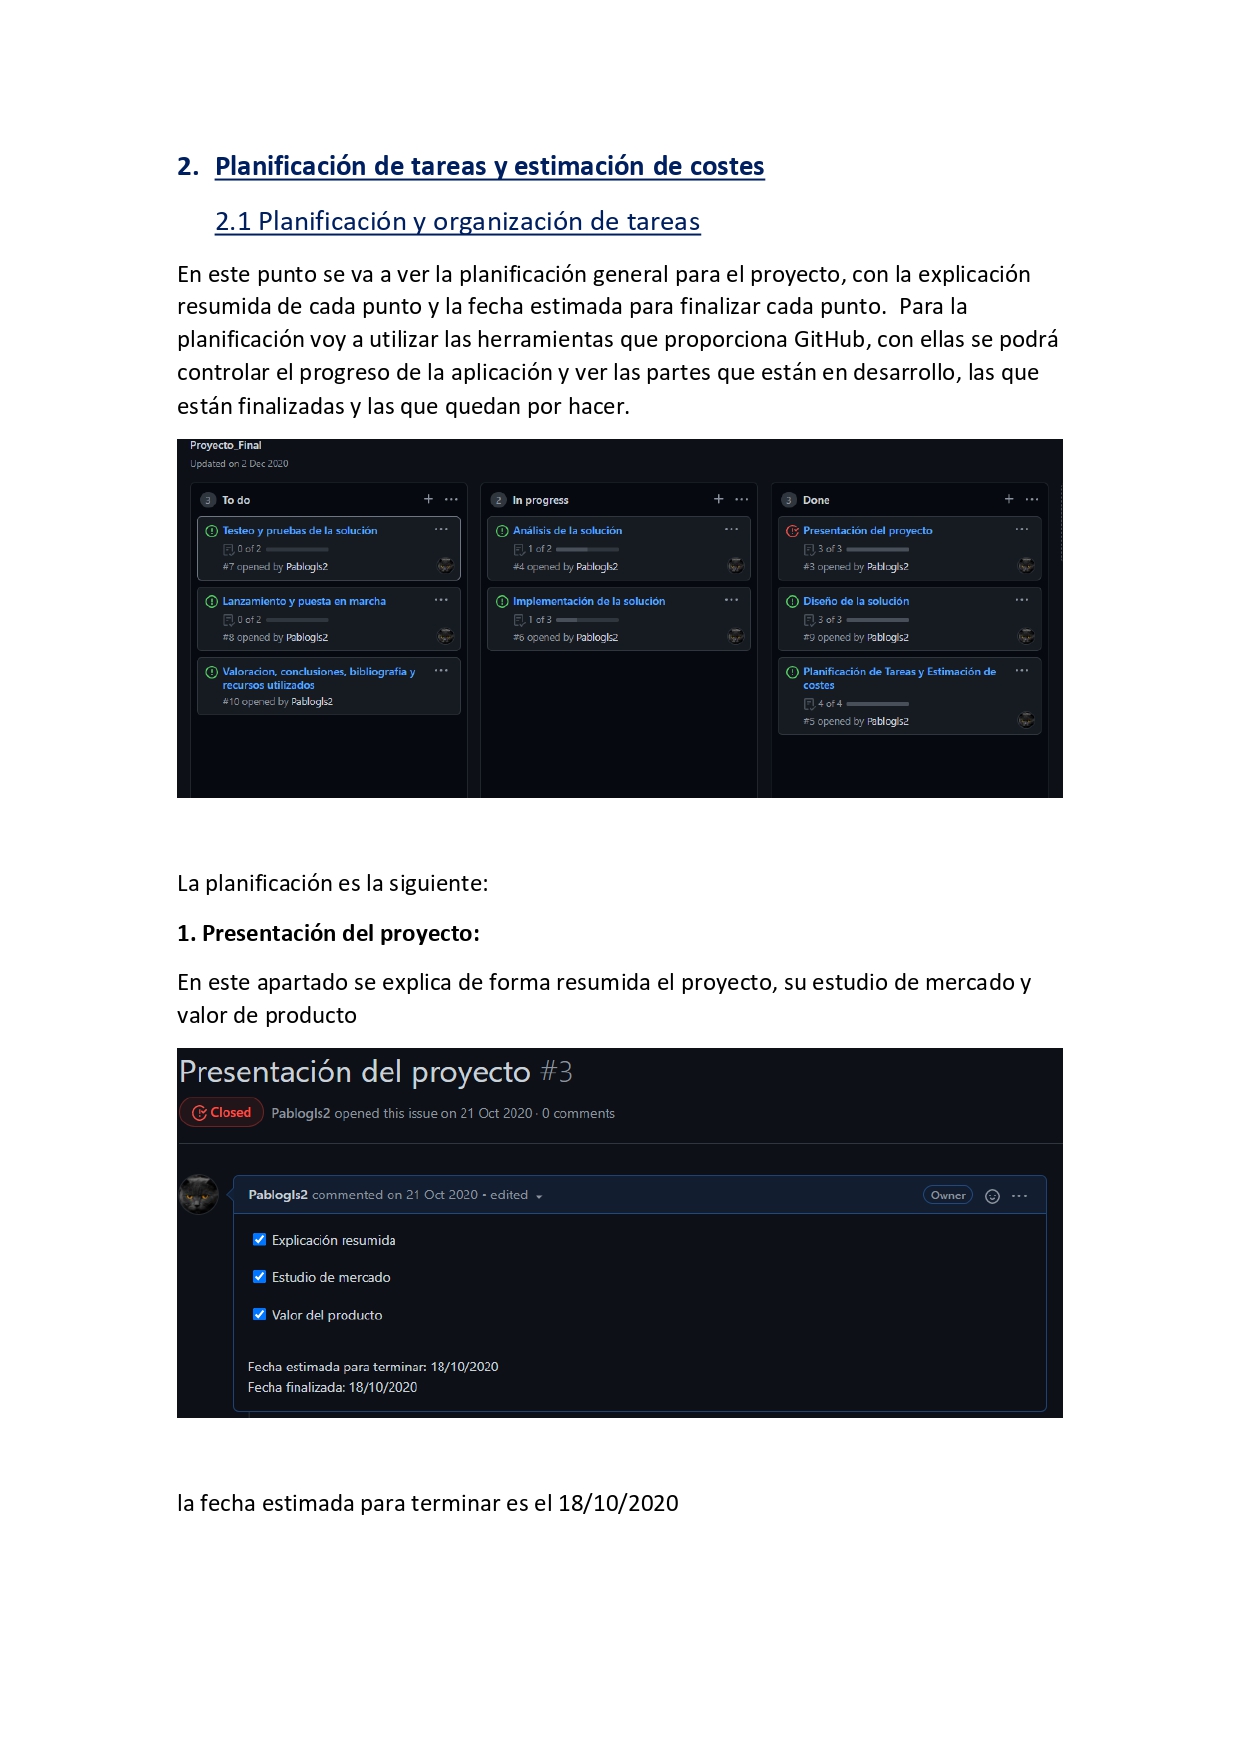 2. Planificación de tareas y estimación de costes
2.1 Planificación y organización de tareas
En este punto se va a ver la planificación general para el proyecto, con la explicación
resumida de cada punto y la fecha estimada para finalizar cada punto.  Para la
planificación voy a utilizar las herramientas que proporciona GitHub, con ellas se podrá
controlar el progreso de la aplicación y ver las partes que están en desarrollo, las que
están finalizadas y las que quedan por hacer.
Proyecto_Final
Updated on 2 Dec 2020
3 To do
Testeo y pruebas de la solución
0 of 2
#7 opened by Pablogls2
Lanzamiento y puesta en marcha
0 of 2
#8 opened by Pablogls2
Valoracion, conclusiones, bibliografia y
recursos utilizados
#10 opened by Pablogls2
2 In progress
Análisis de la solución
1 of 2
#4 opened by Pablogls2
Implementación de la solución
1 of 3
#6 opened by Pablogls2
3 Done
Presentación del proyecto
3 of 3
#3 opened by Pablogls2
Diseño de la solución
3 of 3
#9 opened by Pablogls2
Planificación de Tareas y Estimación de
costes
4 of 4
#5 opened by Pablogls2
La planificación es la siguiente:
1. Presentación del proyecto:
En este apartado se explica de forma resumida el proyecto, su estudio de mercado y
valor de producto
Presentación del proyecto #3
Closed Pablogls2 opened this issue on 21 Oct 2020 · 0 comments
Pablogls2 commented on 21 Oct 2020 • edited Owner
Explicación resumida
Estudio de mercado
Valor del producto
Fecha estimada para terminar: 18/10/2020
Fecha finalizada: 18/10/2020
la fecha estimada para terminar es el 18/10/2020